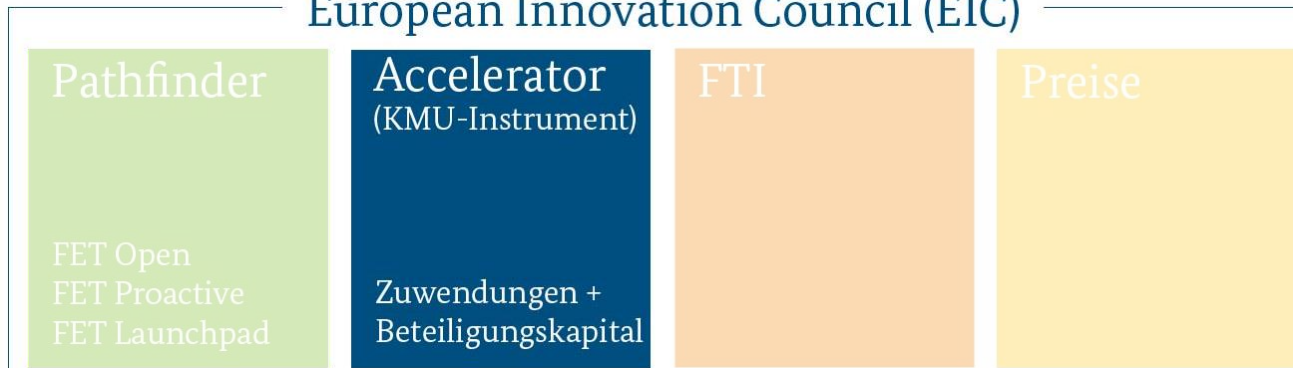 European Innovation Council (EIC)
Pathfinder
FET Open
FET Proactive
FET Launchpad
Accelerator
(KMU-Instrument)
Zuwendungen +
Beteiligungskapital
FTI
Preise